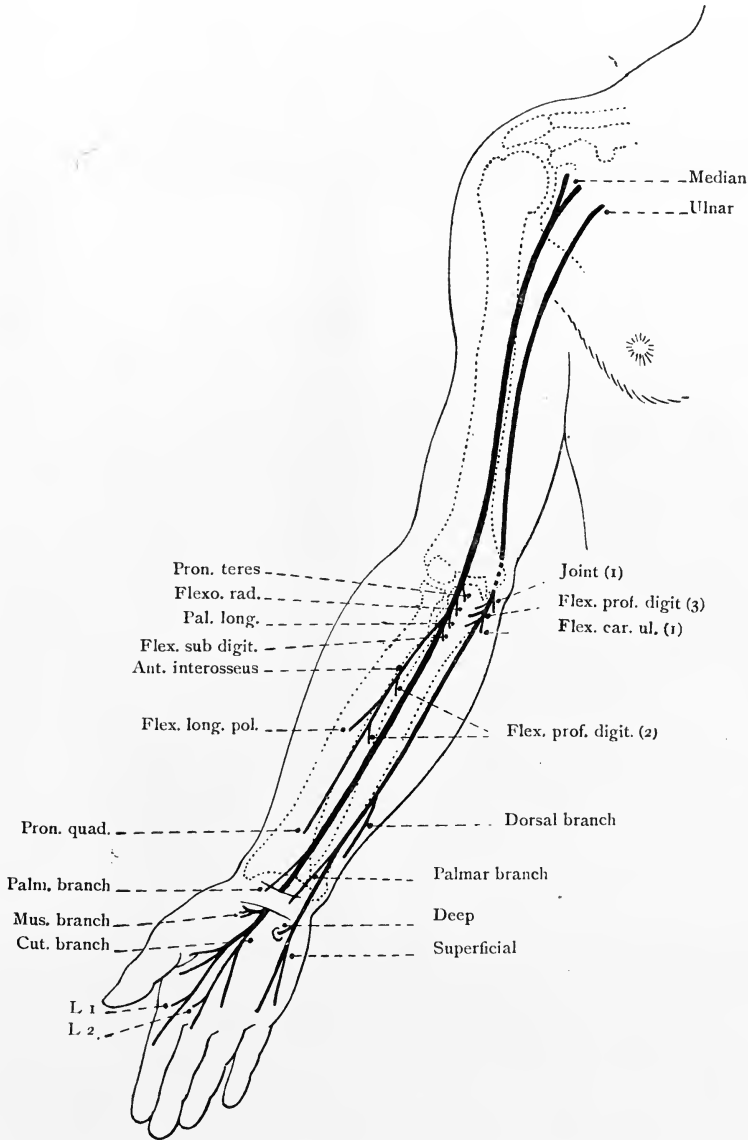 Median
Ulnar
Pron. teres
Flexo. rad.
Pal. long.
Flex. sub digit.
Ant. interosseus
Flex. long. pol.
Pron. quad.
Palm. branch
Mus. branch
Cut. branch
L 1
L 2
Joint (1)
Flex. prof. digit (3)
Flex. car. ul. (1)
Flex. prof. digit. (2)
Dorsal branch
Palmar branch
Deep
Superficial